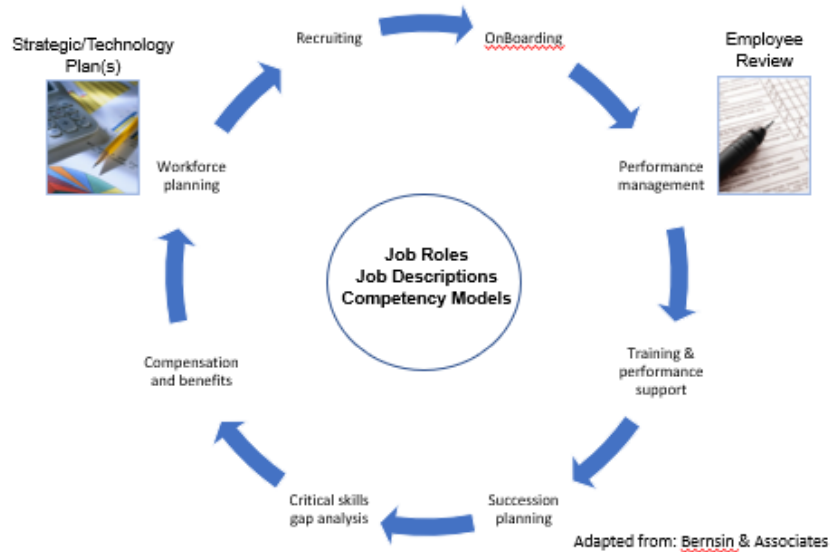 Strategic/Technology
Plan(s)
Recruiting
OnBoarding
Employee
Review
Workforce
planning
Performance
management
Job Roles
Job Descriptions
Competency Models
Compensation
and benefits
Training &
performance
support
Critical skills
gap analysis
Succession
planning
Adapted from: Bernsin & Associates